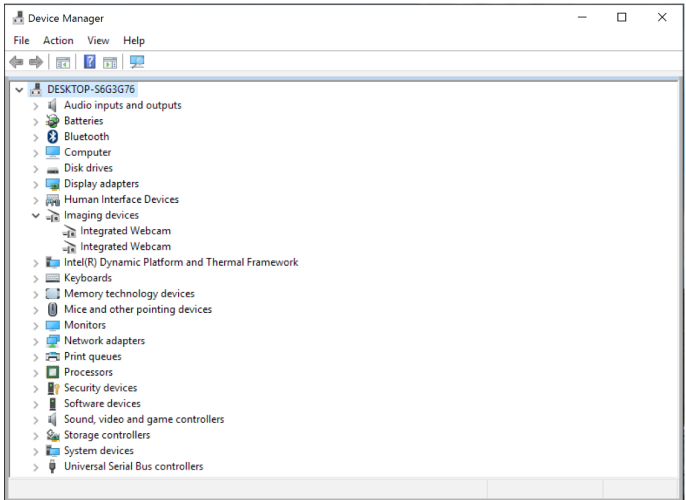 Device Manager
File Action View Help
DESKTOP-S6G3G76
Audio inputs and outputs
Batteries
Bluetooth
Computer
Disk drives
Display adapters
Human Interface Devices
Imaging devices
Integrated Webcam
Integrated Webcam
Intel(R) Dynamic Platform and Thermal Framework
Keyboards
Memory technology devices
Mice and other pointing devices
Monitors
Network adapters
Print queues
Processors
Security devices
Software devices
Sound, video and game controllers
Storage controllers
System devices
Universal Serial Bus controllers